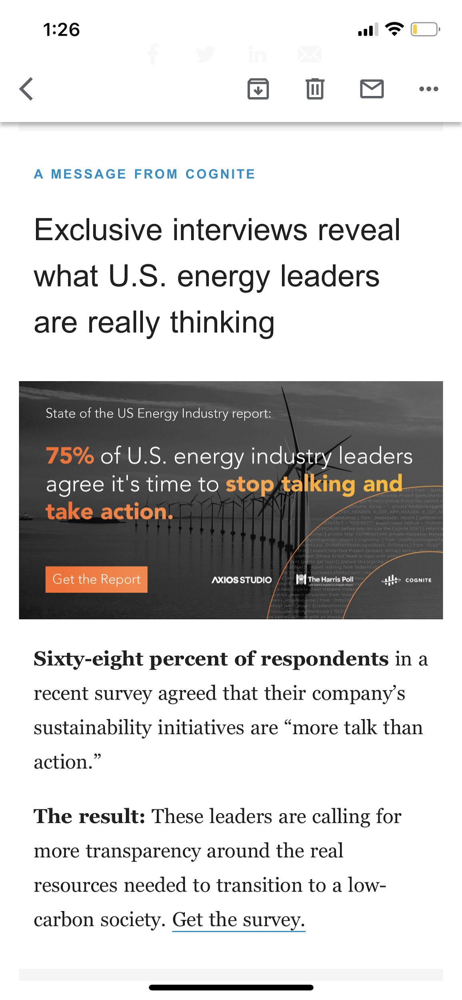 1:26
A MESSAGE FROM COGNITE
Exclusive interviews reveal
what U.S. energy leaders
are really thinking
State of the US Energy Industry report:
75% of U.S. energy industry leaders
agree it's time to stop talking and
take action.
Get the Report
AXIOS STUDIO
The Harris Poll
COGNITE
Sixty-eight percent of respondents in a
recent survey agreed that their company’s
sustainability initiatives are “more talk than
action.”
The result: These leaders are calling for
more transparency around the real
resources needed to transition to a low-
carbon society. Get the survey.